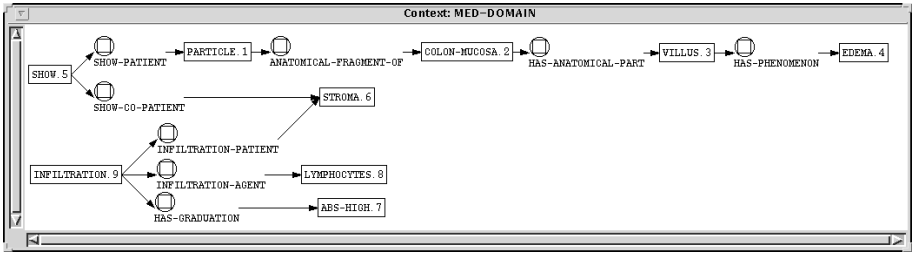 Context: MED-DOMAIN
SHOW.5
SHOW-PATIENT
PARTICLE.1
ANATOMICAL-FRAGMENT-OF
COLON-MUCOSA.2
HAS-ANATOMICAL-PART
VILLUS.3
HAS-PHENOMENON
EDEMA.4
SHOW-CO-PATIENT
STROMA.6
INFILTRATION-PATIENT
INFILTRATION.9
INFILTRATION-AGENT
LYMPHOCYTES.8
HAS-GRADUATION
ABS-HIGH.7